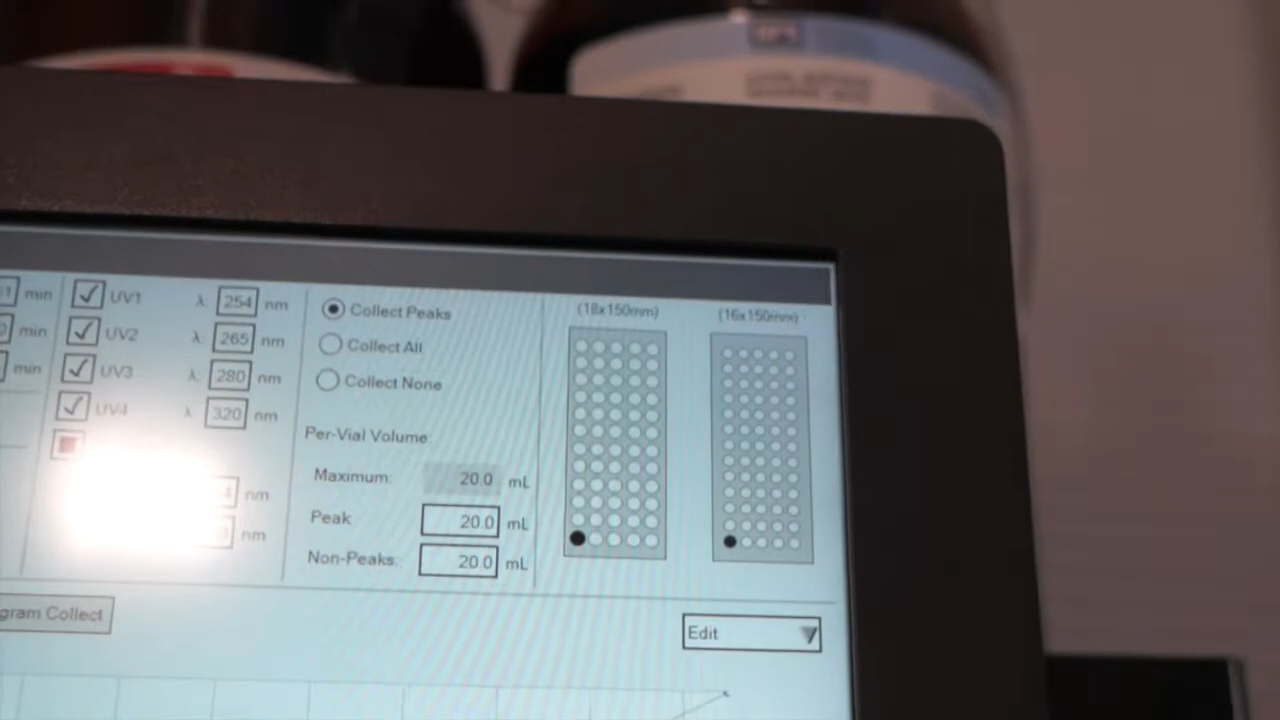 min
UV1 λ: 254 nm
min
UV2 λ: 265 nm
min
UV3 λ: 280 nm
UV4 λ 320 nm
nm
nm
Collect Peaks
Collect All
Collect None
Per-Vial Volume:
Maximum: 20.0 mL
Peak 20.0 mL
Non-Peaks: 20.0 mL
(18x150mm)
(16x150mm)
gram Collect
Edit